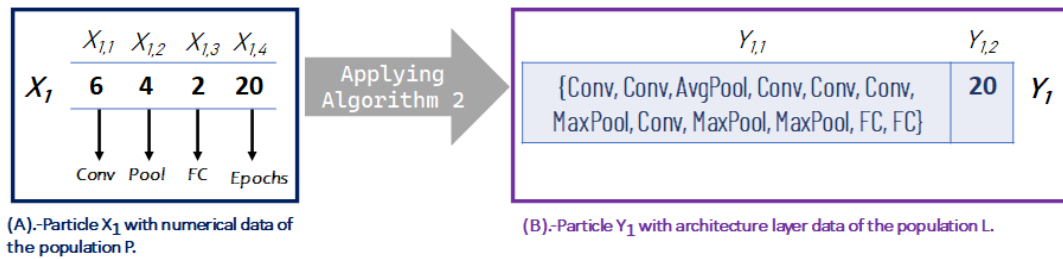 X1,1 X1,2 X1,3 X1,4
X1 6 4 2 20
Conv Pool FC Epochs
(A).-Particle X1 with numerical data of
the population P.
Applying
Algorithm 2
Y1,1 Y1,2
{Conv, Conv, AvgPool, Conv, Conv, Conv,
MaxPool, Conv, MaxPool, MaxPool, FC, FC}
20 Y1
(B).-Particle Y1 with architecture layer data of the population L.